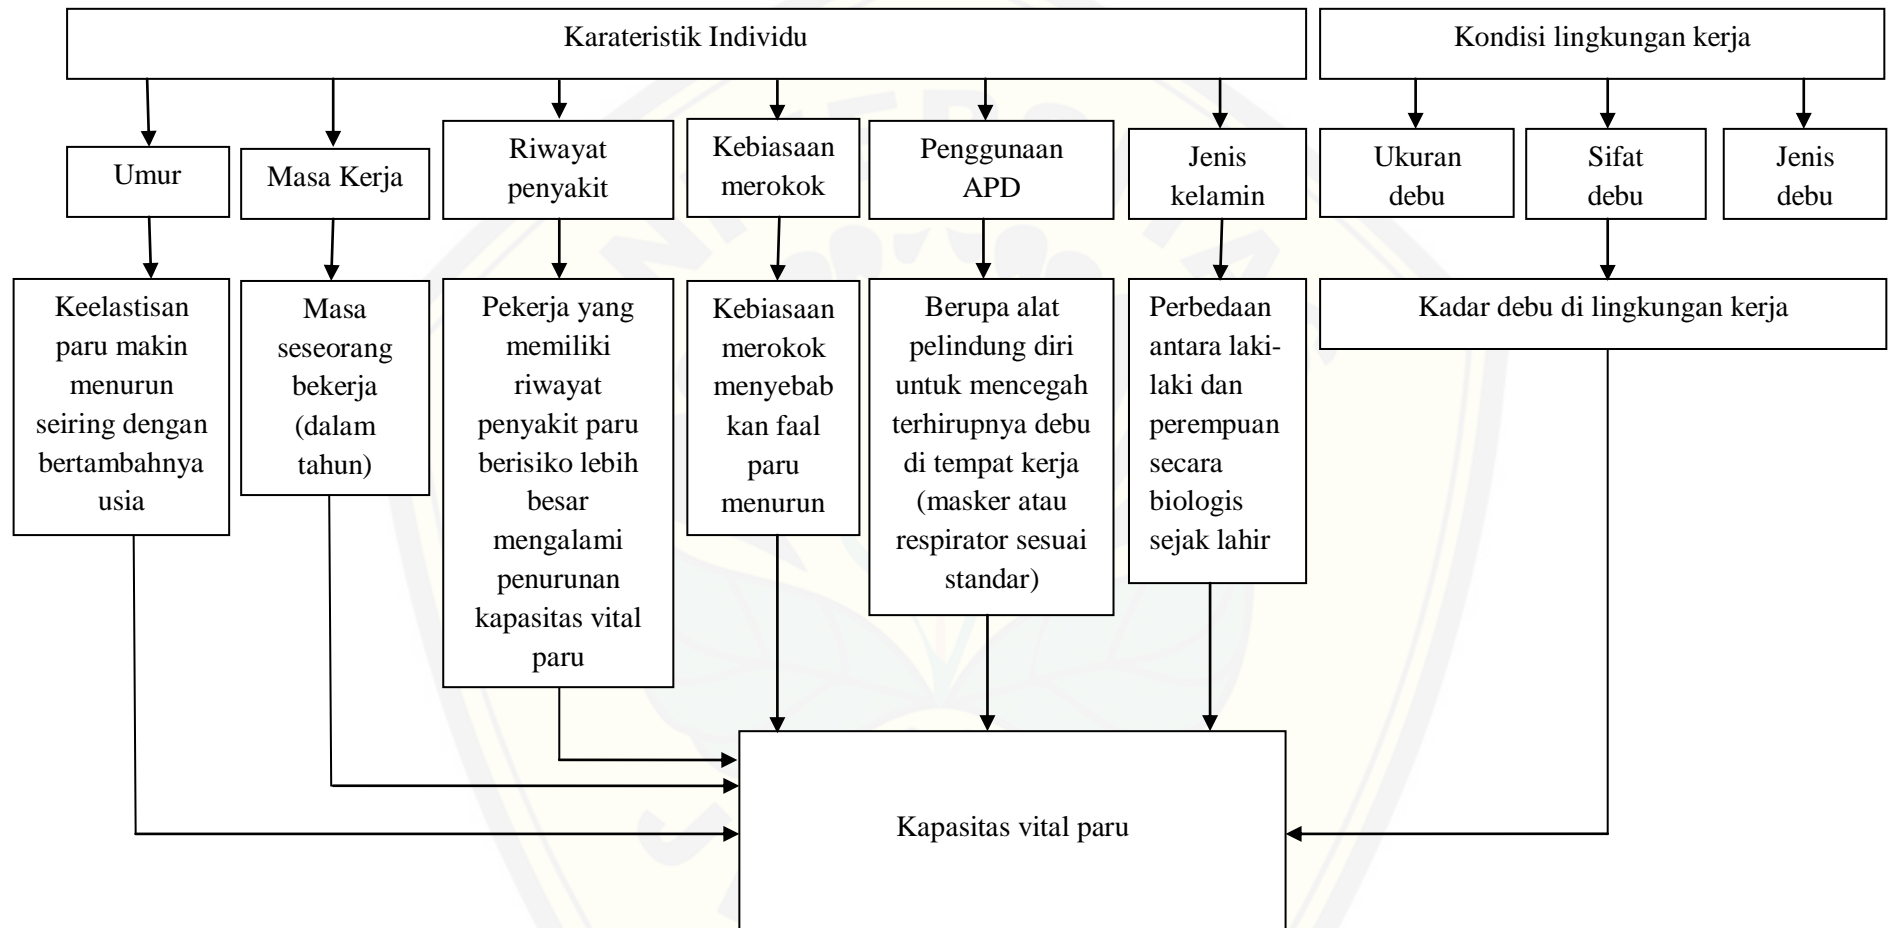 Karateristik Individu
Kondisi lingkungan kerja
Umur
Masa Kerja
Riwayat
penyakit
Kebiasaan
merokok
Penggunaan
APD
Jenis
kelamin
Ukuran
debu
Sifat
debu
Jenis
debu
Keelastisan
paru makin
menurun
seiring dengan
bertambahnya
usia
Masa
seseorang
bekerja
(dalam
tahun)
Pekerja yang
memiliki
riwayat
penyakit paru
berisiko lebih
besar
mengalami
penurunan
kapasitas vital
paru
Kebiasaan
merokok
menyebab
kan faal
paru
menurun
Berupa alat
pelindung diri
untuk mencegah
terhirupnya debu
di tempat kerja
(masker atau
respirator sesuai
standar)
Perbedaan
antara laki-
laki dan
perempuan
secara
biologis
sejak lahir
Kadar debu di lingkungan kerja
Kapasitas vital paru